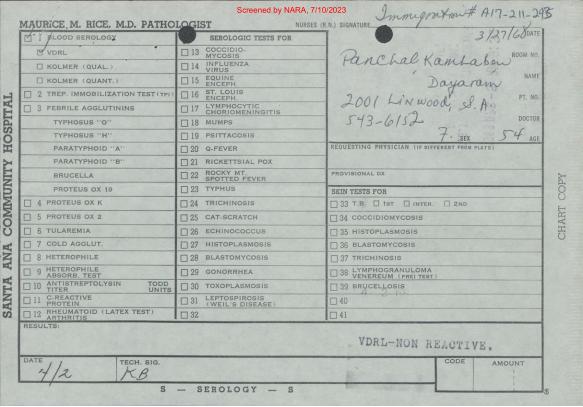 Screened by NARA, 7/10/2023
Immigration # A17-211-295
MAURICE, M. RICE, M.D. PATHOLOGIST
NURSES (R.N.) SIGNATURE
3/27/68 DATE
Panchal Kamlaben
Dayaram
2001 Linwood, S.A
543-6152
7. SEX 54 AGE
ROOM NO.
NAME
PT. NO.
DOCTOR
REQUESTING PHYSICIAN (IF DIFFERENT FROM PLATE)
PROVISIONAL DX
1 BLOOD SEROLOGY
VDRL
KOLMER (QUAL.)
KOLMER (QUANT.)
2 TREP. IMMOBILIZATION TEST (TPI)
3 FEBRILE AGGLUTININS
TYPHOSUS "O"
TYPHOSUS "H"
PARATYPHOID "A"
PARATYPHOID "B"
BRUCELLA
PROTEUS OX 19
4 PROTEUS OX K
5 PROTEUS OX 2
6 TULAREMIA
7 COLD AGGLUT.
8 HETEROPHILE
9 HETEROPHILE ABSORB. TEST
10 ANTISTREPTOLYSIN TITER TODD UNITS
11 C-REACTIVE PROTEIN
12 RHEUMATOID (LATEX TEST) ARTHRITIS
SEROLOGIC TESTS FOR
13 COCCIDIO-MYCOSIS
14 INFLUENZA VIRUS
15 EQUINE ENCEPH.
16 ST. LOUIS ENCEPH.
17 LYMPHOCYTIC CHORIOMENINGITIS
18 MUMPS
19 PSITTACOSIS
20 Q-FEVER
21 RICKETTSIAL POX
22 ROCKY MT. SPOTTED FEVER
23 TYPHUS
24 TRICHINOSIS
25 CAT-SCRATCH
26 ECHINOCOCCUS
27 HISTOPLASMOSIS
28 BLASTOMYCOSIS
29 GONORRHEA
30 TOXOPLASMOSIS
31 LEPTOSPIROSIS (WEIL'S DISEASE)
32
SKIN TESTS FOR
33 T.B. 1ST INTER. 2ND
34 COCCIDIOMYCOSIS
35 HISTOPLASMOSIS
36 BLASTOMYCOSIS
37 TRICHINOSIS
38 LYMPHOGRANULOMA VENEREUM (FREI TEST)
39 BRUCELLOSIS
40
41
RESULTS:
VDRL-NON REACTIVE.
DATE 4/2
TECH. SIG. KB
CODE
AMOUNT
S — SEROLOGY — S
SANTA ANA COMMUNITY HOSPITAL
CHART COPY